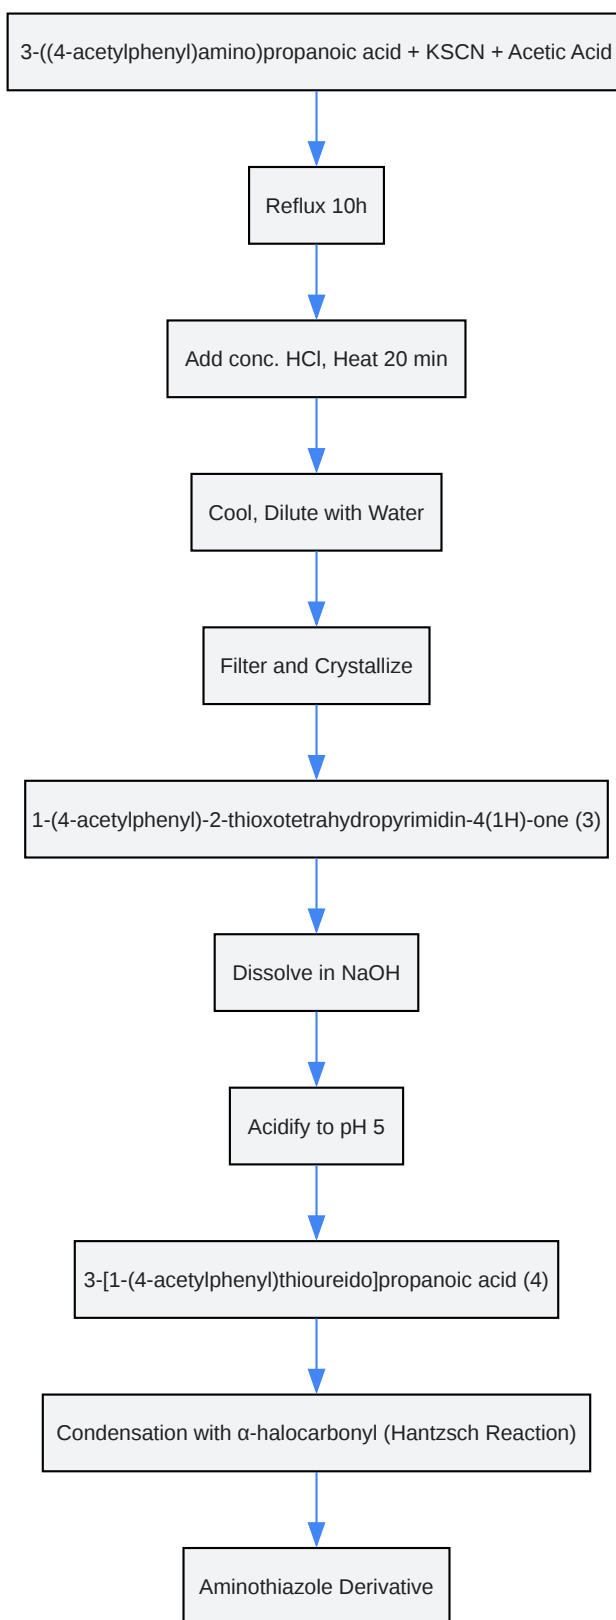 3-((4-acetylphenyl)amino)propanoic acid + KSCN + Acetic Acid
Reflux 10h
Add conc. HCl, Heat 20 min
Cool, Dilute with Water
Filter and Crystallize
1-(4-acetylphenyl)-2-thioxotetrahydropyrimidin-4(1H)-one (3)
Dissolve in NaOH
Acidify to pH 5
3-[1-(4-acetylphenyl)thioureido]propanoic acid (4)
Condensation with α-halocarbonyl (Hantzsch Reaction)
Aminothiazole Derivative